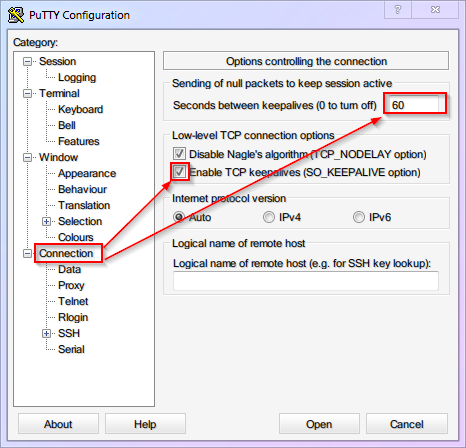 PuTTY Configuration
Category:
Session
Logging
Terminal
Keyboard
Bell
Features
Window
Appearance
Behaviour
Translation
Selection
Colours
Connection
Data
Proxy
Telnet
Rlogin
SSH
Serial
Options controlling the connection
Sending of null packets to keep session active
Seconds between keepalives (0 to turn off) 60
Low-level TCP connection options
Disable Nagle's algorithm (TCP_NODELAY option)
Enable TCP keepalives (SO_KEEPALIVE option)
Internet protocol version
Auto IPv4 IPv6
Logical name of remote host
Logical name of remote host (e.g. for SSH key lookup):
About Help Open Cancel